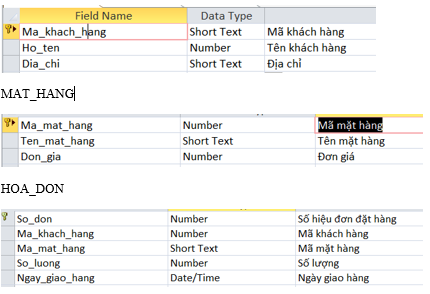 Field Name Data Type
Ma_khach_hang Short Text Mã khách hàng
Ho_ten Number Tên khách hàng
Dia_chi Short Text Địa chỉ
MAT_HANG
Ma_mat_hang Number Mã mặt hàng
Ten_mat_hang Short Text Tên mặt hàng
Don_gia Number Đơn giá
HOA_DON
So_don Number Số hiệu đơn đặt hàng
Ma_khach_hang Number Mã khách hàng
Ma_mat_hang Short Text Mã mặt hàng
So_luong Number Số lượng
Ngay_giao_hang Date/Time Ngày giao hàng